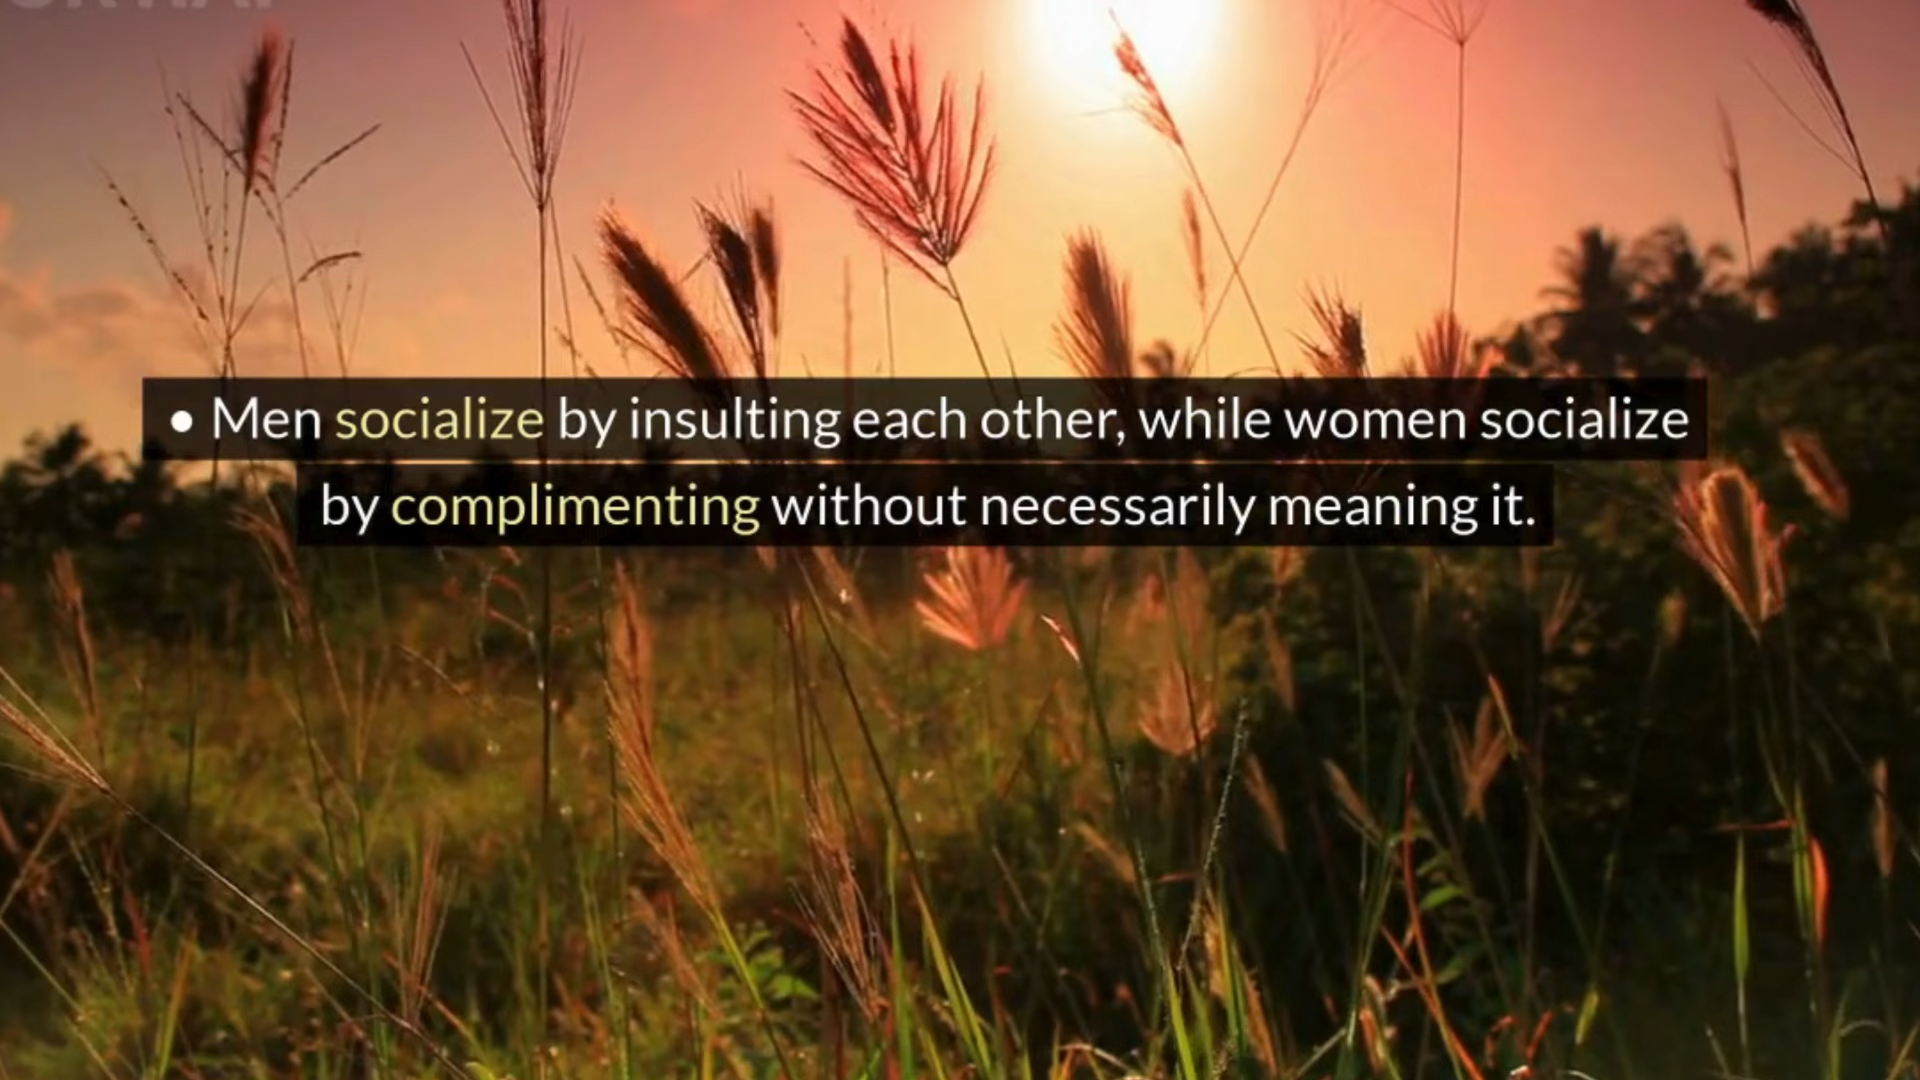 • Men socialize by insulting each other, while women socialize
by complimenting without necessarily meaning it.